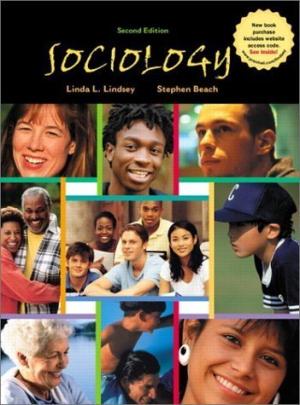 Second Edition
SOCIOLOGY
Linda L. Lindsey Stephen Beach
New book
purchase
includes website
access code.
See Inside!
C